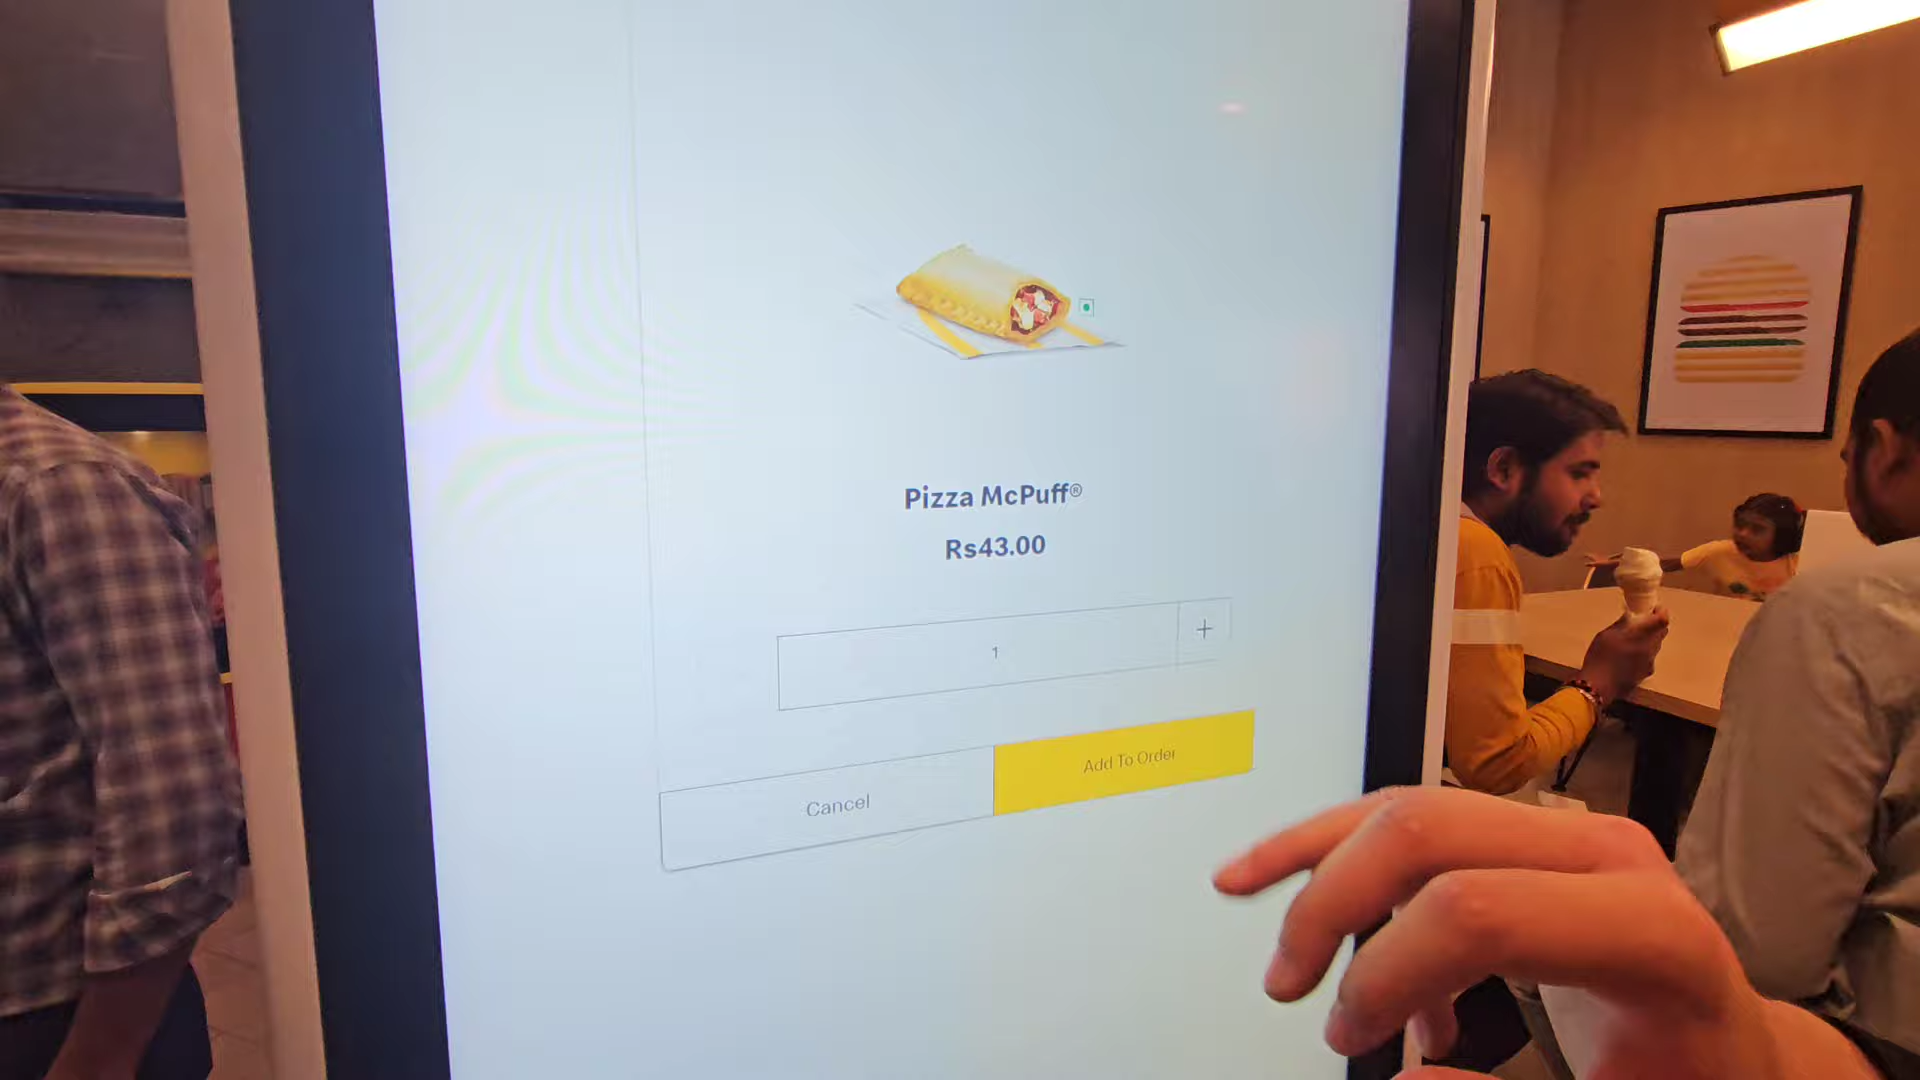 Pizza McPuff®
Rs43.00
1
+
Cancel
Add To Order